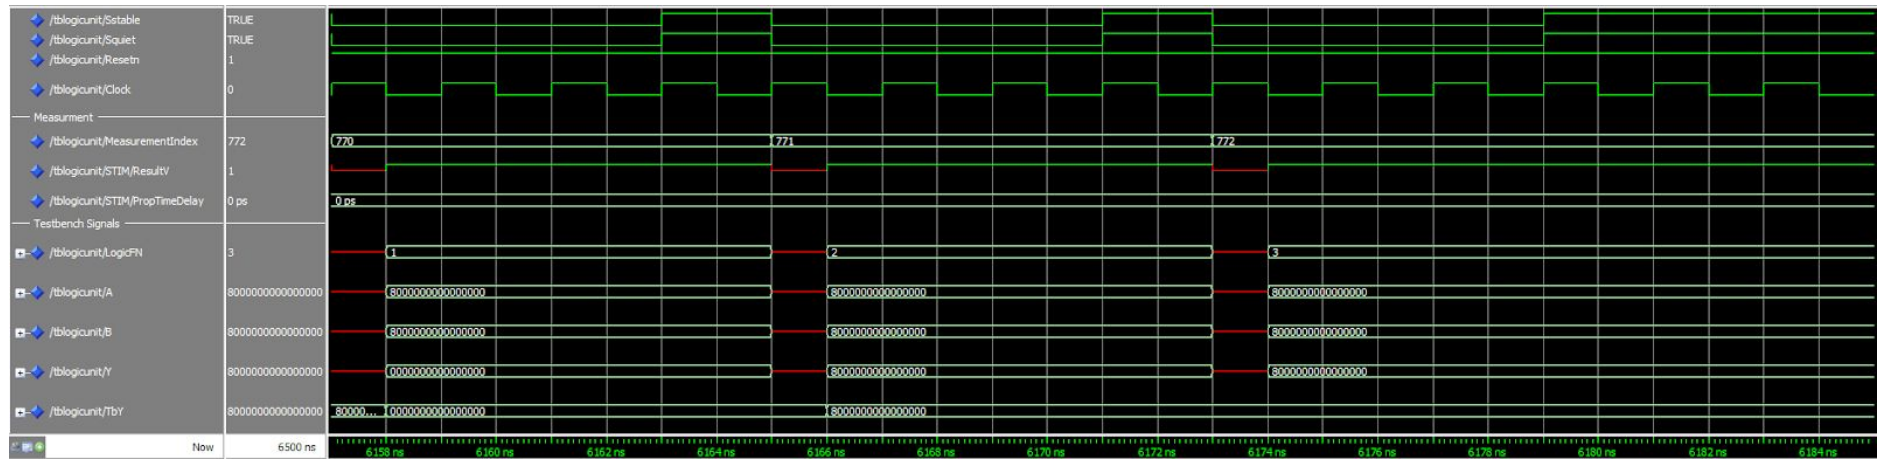 /tblogicunit/Sstable TRUE
/tblogicunit/Squiet TRUE
/tblogicunit/Resetn 1
/tblogicunit/Clock 0
Measurment
/tblogicunit/MeasurementIndex 772 770 771 772
/tblogicunit/STIM/ResultV 1
/tblogicunit/STIM/PropTimeDelay 0 ps 0 ps
Testbench Signals
/tblogicunit/LogicFN 3 1 2 3
/tblogicunit/A 8000000000000000 8000000000000000 8000000000000000 8000000000000000
/tblogicunit/B 8000000000000000 8000000000000000 8000000000000000 8000000000000000
/tblogicunit/Y 8000000000000000 0000000000000000 8000000000000000 8000000000000000
/tblogicunit/TbY 8000000000000000 80000... 0000000000000000 8000000000000000
Now 6500 ns 6158 ns 6160 ns 6162 ns 6164 ns 6166 ns 6168 ns 6170 ns 6172 ns 6174 ns 6176 ns 6178 ns 6180 ns 6182 ns 6184 ns